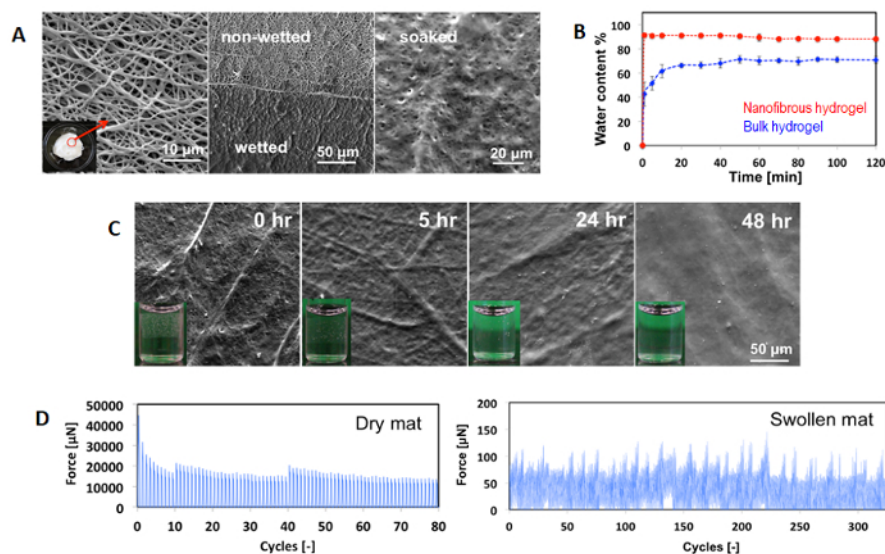 A
non-wetted
soaked
wetted
10 µm
50 µm
20 µm
B
Water content %
100
80
60
40
20
0
Nanofibrous hydrogel
Bulk hydrogel
0 20 40 60 80 100 120
Time [min]
C
0 hr
5 hr
24 hr
48 hr
50 µm
D
Force [µN]
50000
40000
30000
20000
10000
0
Dry mat
0 10 20 30 40 50 60 70 80
Cycles [-]
Force [µN]
200
150
100
50
0
Swollen mat
0 50 100 150 200 250 300
Cycles [-]